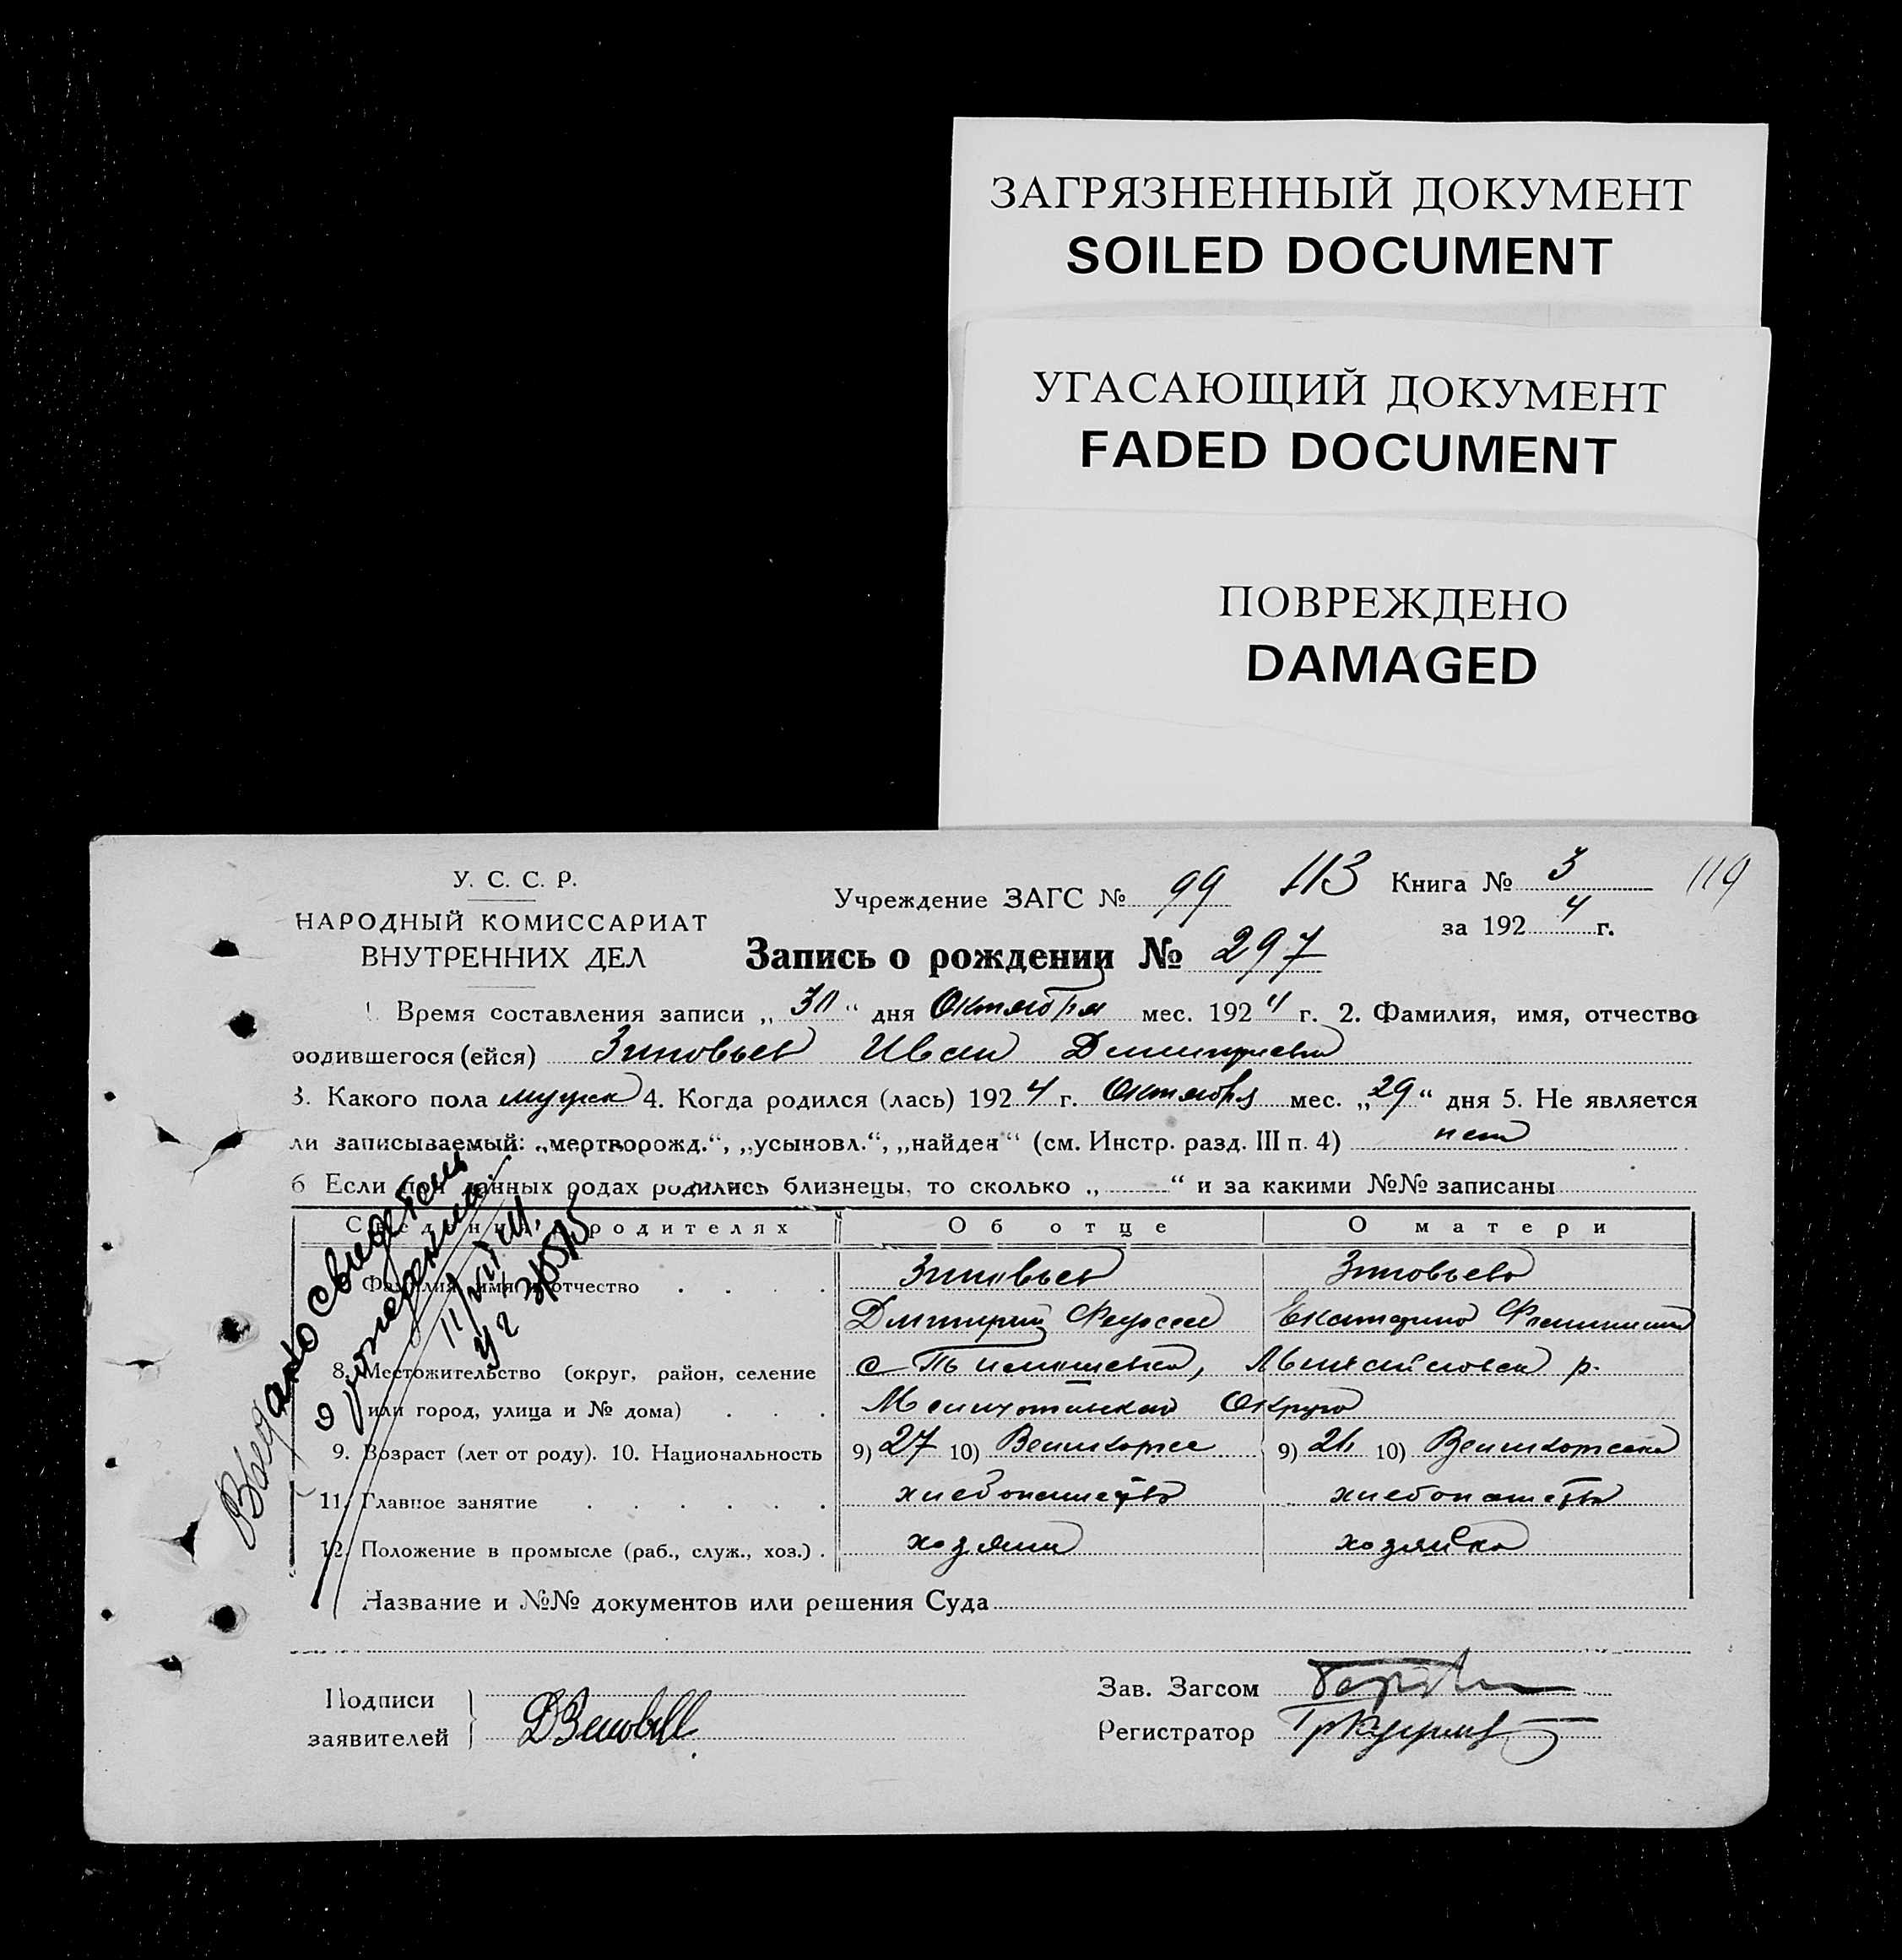 ЗАГРЯЗНЕННЫЙ ДОКУМЕНТ
SOILED DOCUMENT
УГАСАЮЩИЙ ДОКУМЕНТ
FADED DOCUMENT
ПОВРЕЖДЕНО
DAMAGED
У. С. С. Р.
НАРОДНЫЙ КОМИССАРИАТ
ВНУТРЕННИХ ДЕЛ
Учреждение ЗАГС № 99 113 Книга № 3 119
за 1924 г.
Запись о рождении № 297
Время составления записи „30“ дня Октября мес. 1924 г. 2. Фамилия, имя, отчество
родившегося (ейся) Зиновьев Иван Дмитриевич
3. Какого пола мужск 4. Когда родился (лась) 1924 г. Октября мес. „29“ дня 5. Не является
ли записываемый: „мертворожд.“, „усыновл.“, „найден“ (см. Инстр. разд. III п. 4) нет
6 Если при данных родах родились близнецы, то сколько „ “ и за какими №№ записаны
Сведения о родителях Об отце О матери
Фамилия, имя и отчество Зиновьев Зиновьева
Дмитрий Екатерина
8. Местожительство (округ, район, селение с р.
или город, улица и № дома) Округа
9. Возраст (лет от роду). 10. Национальность 9) 27 10) 9) 10)
11. Главное занятие хлебопашество хлебопашество
12. Положение в промысле (раб., служ., хоз.) хозяин хозяйка
Название и №№ документов или решения Суда
Выдано свидетель
о рождении
Подписи
заявителей
Зав. Загсом
Регистратор